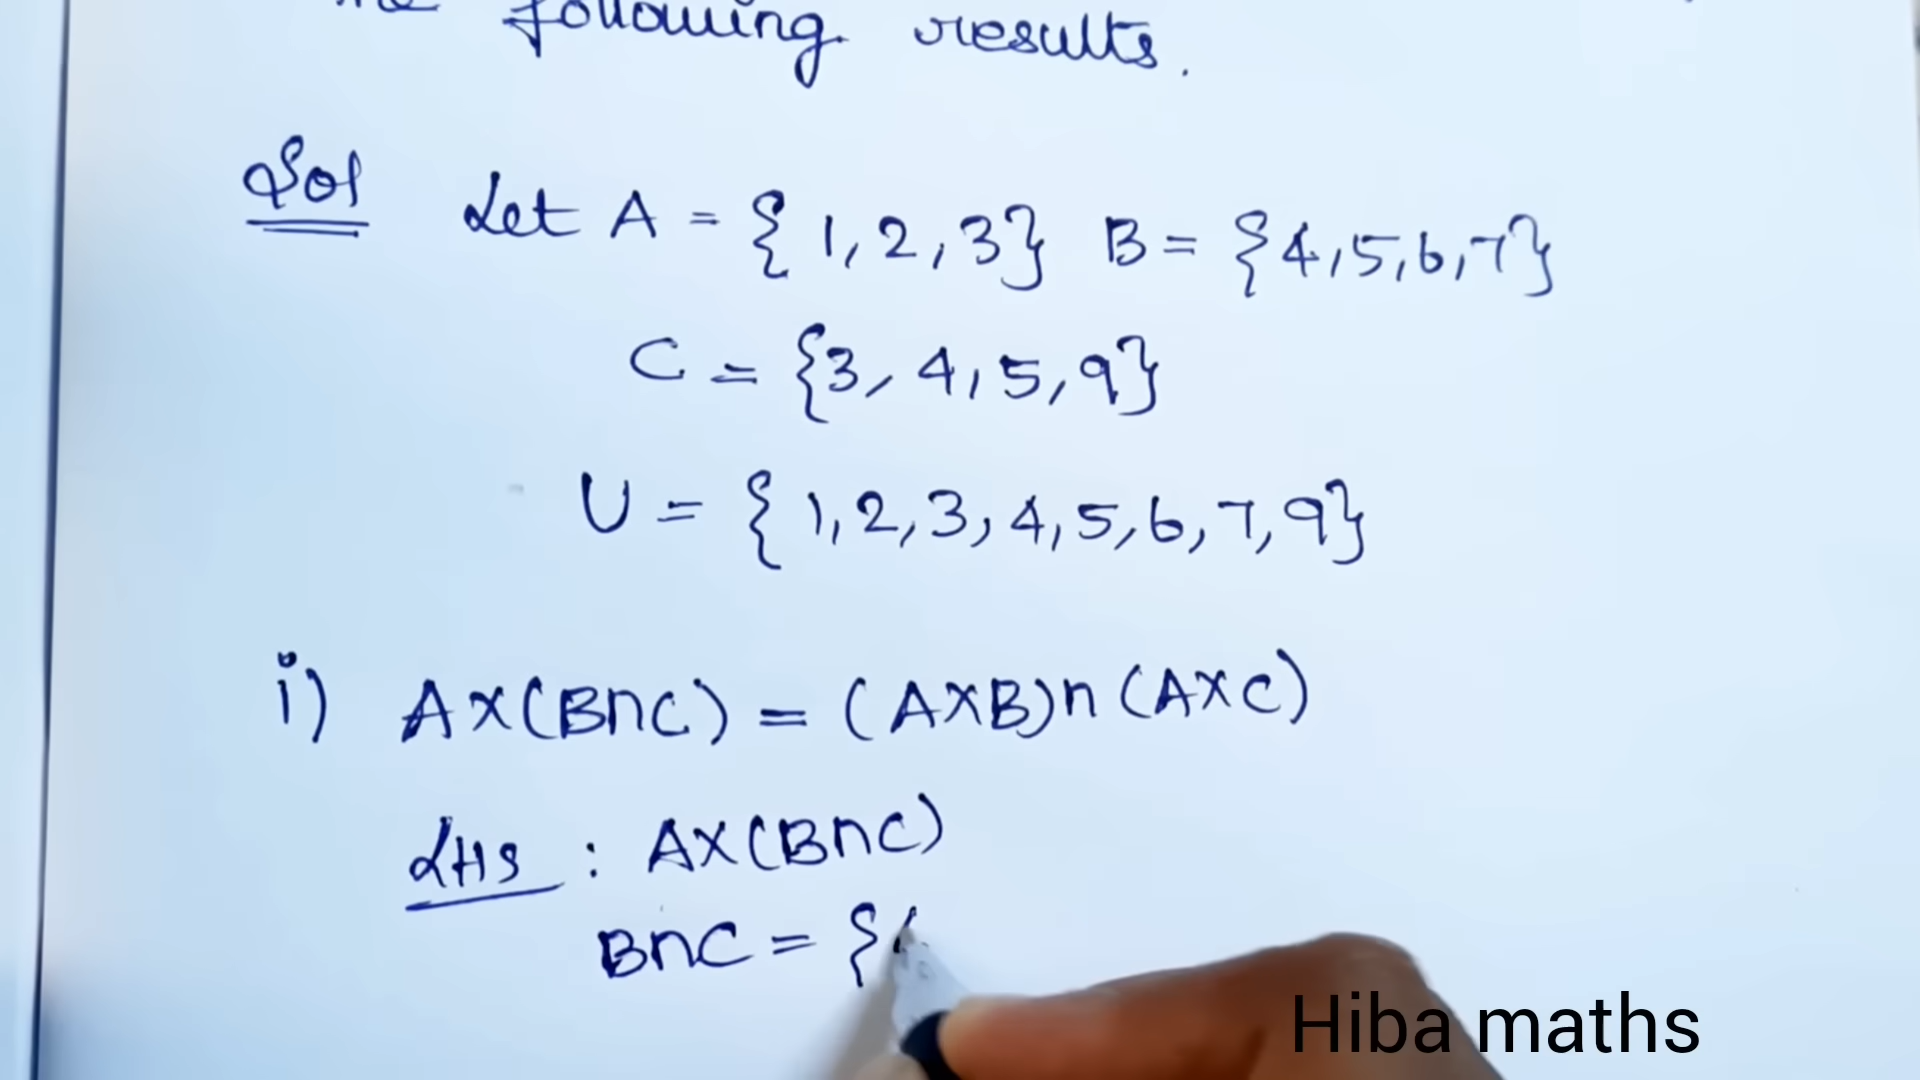 following results.
Sol Let A = { 1, 2, 3} B = {4,5,6,7}
C = {3, 4, 5, 9}
U = { 1, 2, 3, 4, 5, 6, 7, 9}
i) A×(B∩C) = (A×B)∩(A×C)
LHS : A×(B∩C)
B∩C = {
Hiba maths